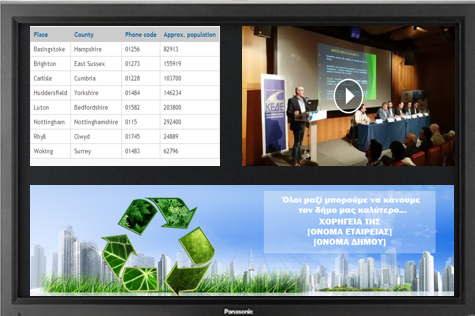 Place County Phone code Approx. population
Basingstoke Hampshire 01256 82913
Brighton East Sussex 01273 155919
Carlisle Cumbria 01228 103700
Huddersfield Yorkshire 01484 146234
Luton Bedfordshire 01582 203800
Nottingham Nottinghamshire 0115 292400
Rhyll Clwyd 01745 24889
Woking Surrey 01483 62796
ΚΕΔΕ
Όλοι μαζί μπορούμε να κάνουμε
τον δήμο μας καλύτερο...
ΧΟΡΗΓΕΙΑ ΤΗΣ
[ΟΝΟΜΑ ΕΤΑΙΡΕΙΑΣ]
[ΟΝΟΜΑ ΔΗΜΟΥ]
Panasonic